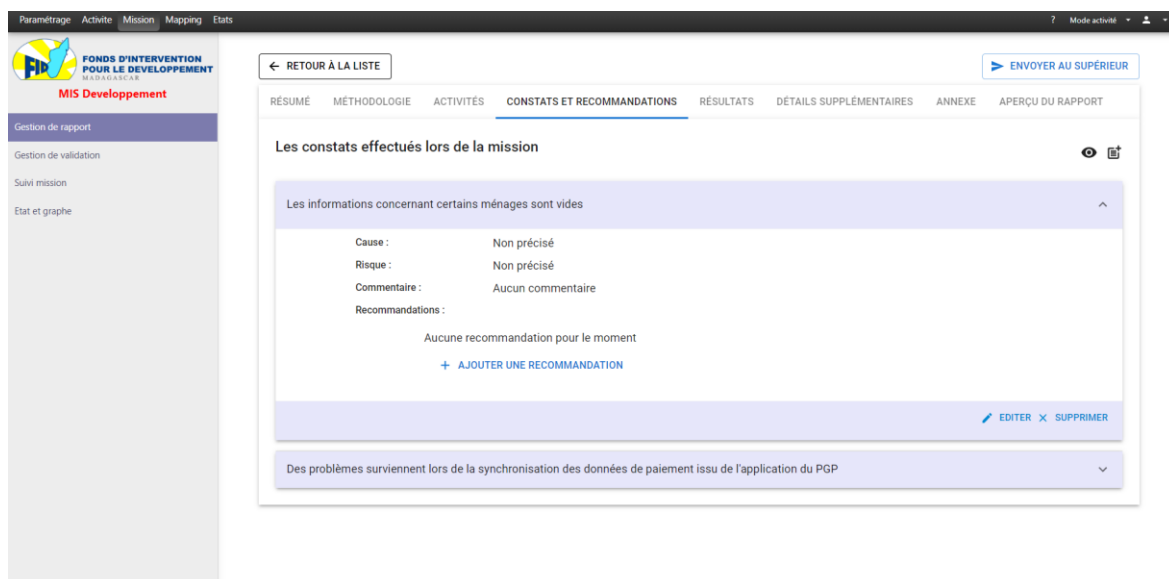 Paramétrage Activite Mission Mapping Etats ? Mode activité
FID
FONDS D'INTERVENTION
POUR LE DEVELOPPEMENT
MADAGASCAR
MIS Developpement
Gestion de rapport
Gestion de validation
Suivi mission
Etat et graphe
RETOUR À LA LISTE
ENVOYER AU SUPÉRIEUR
RÉSUMÉ MÉTHODOLOGIE ACTIVITÉS CONSTATS ET RECOMMANDATIONS RÉSULTATS DÉTAILS SUPPLÉMENTAIRES ANNEXE APERÇU DU RAPPORT
Les constats effectués lors de la mission
Les informations concernant certains ménages sont vides
Cause : Non précisé
Risque : Non précisé
Commentaire : Aucun commentaire
Recommandations :
Aucune recommandation pour le moment
+ AJOUTER UNE RECOMMANDATION
EDITER × SUPPRIMER
Des problèmes surviennent lors de la synchronisation des données de paiement issu de l'application du PGP